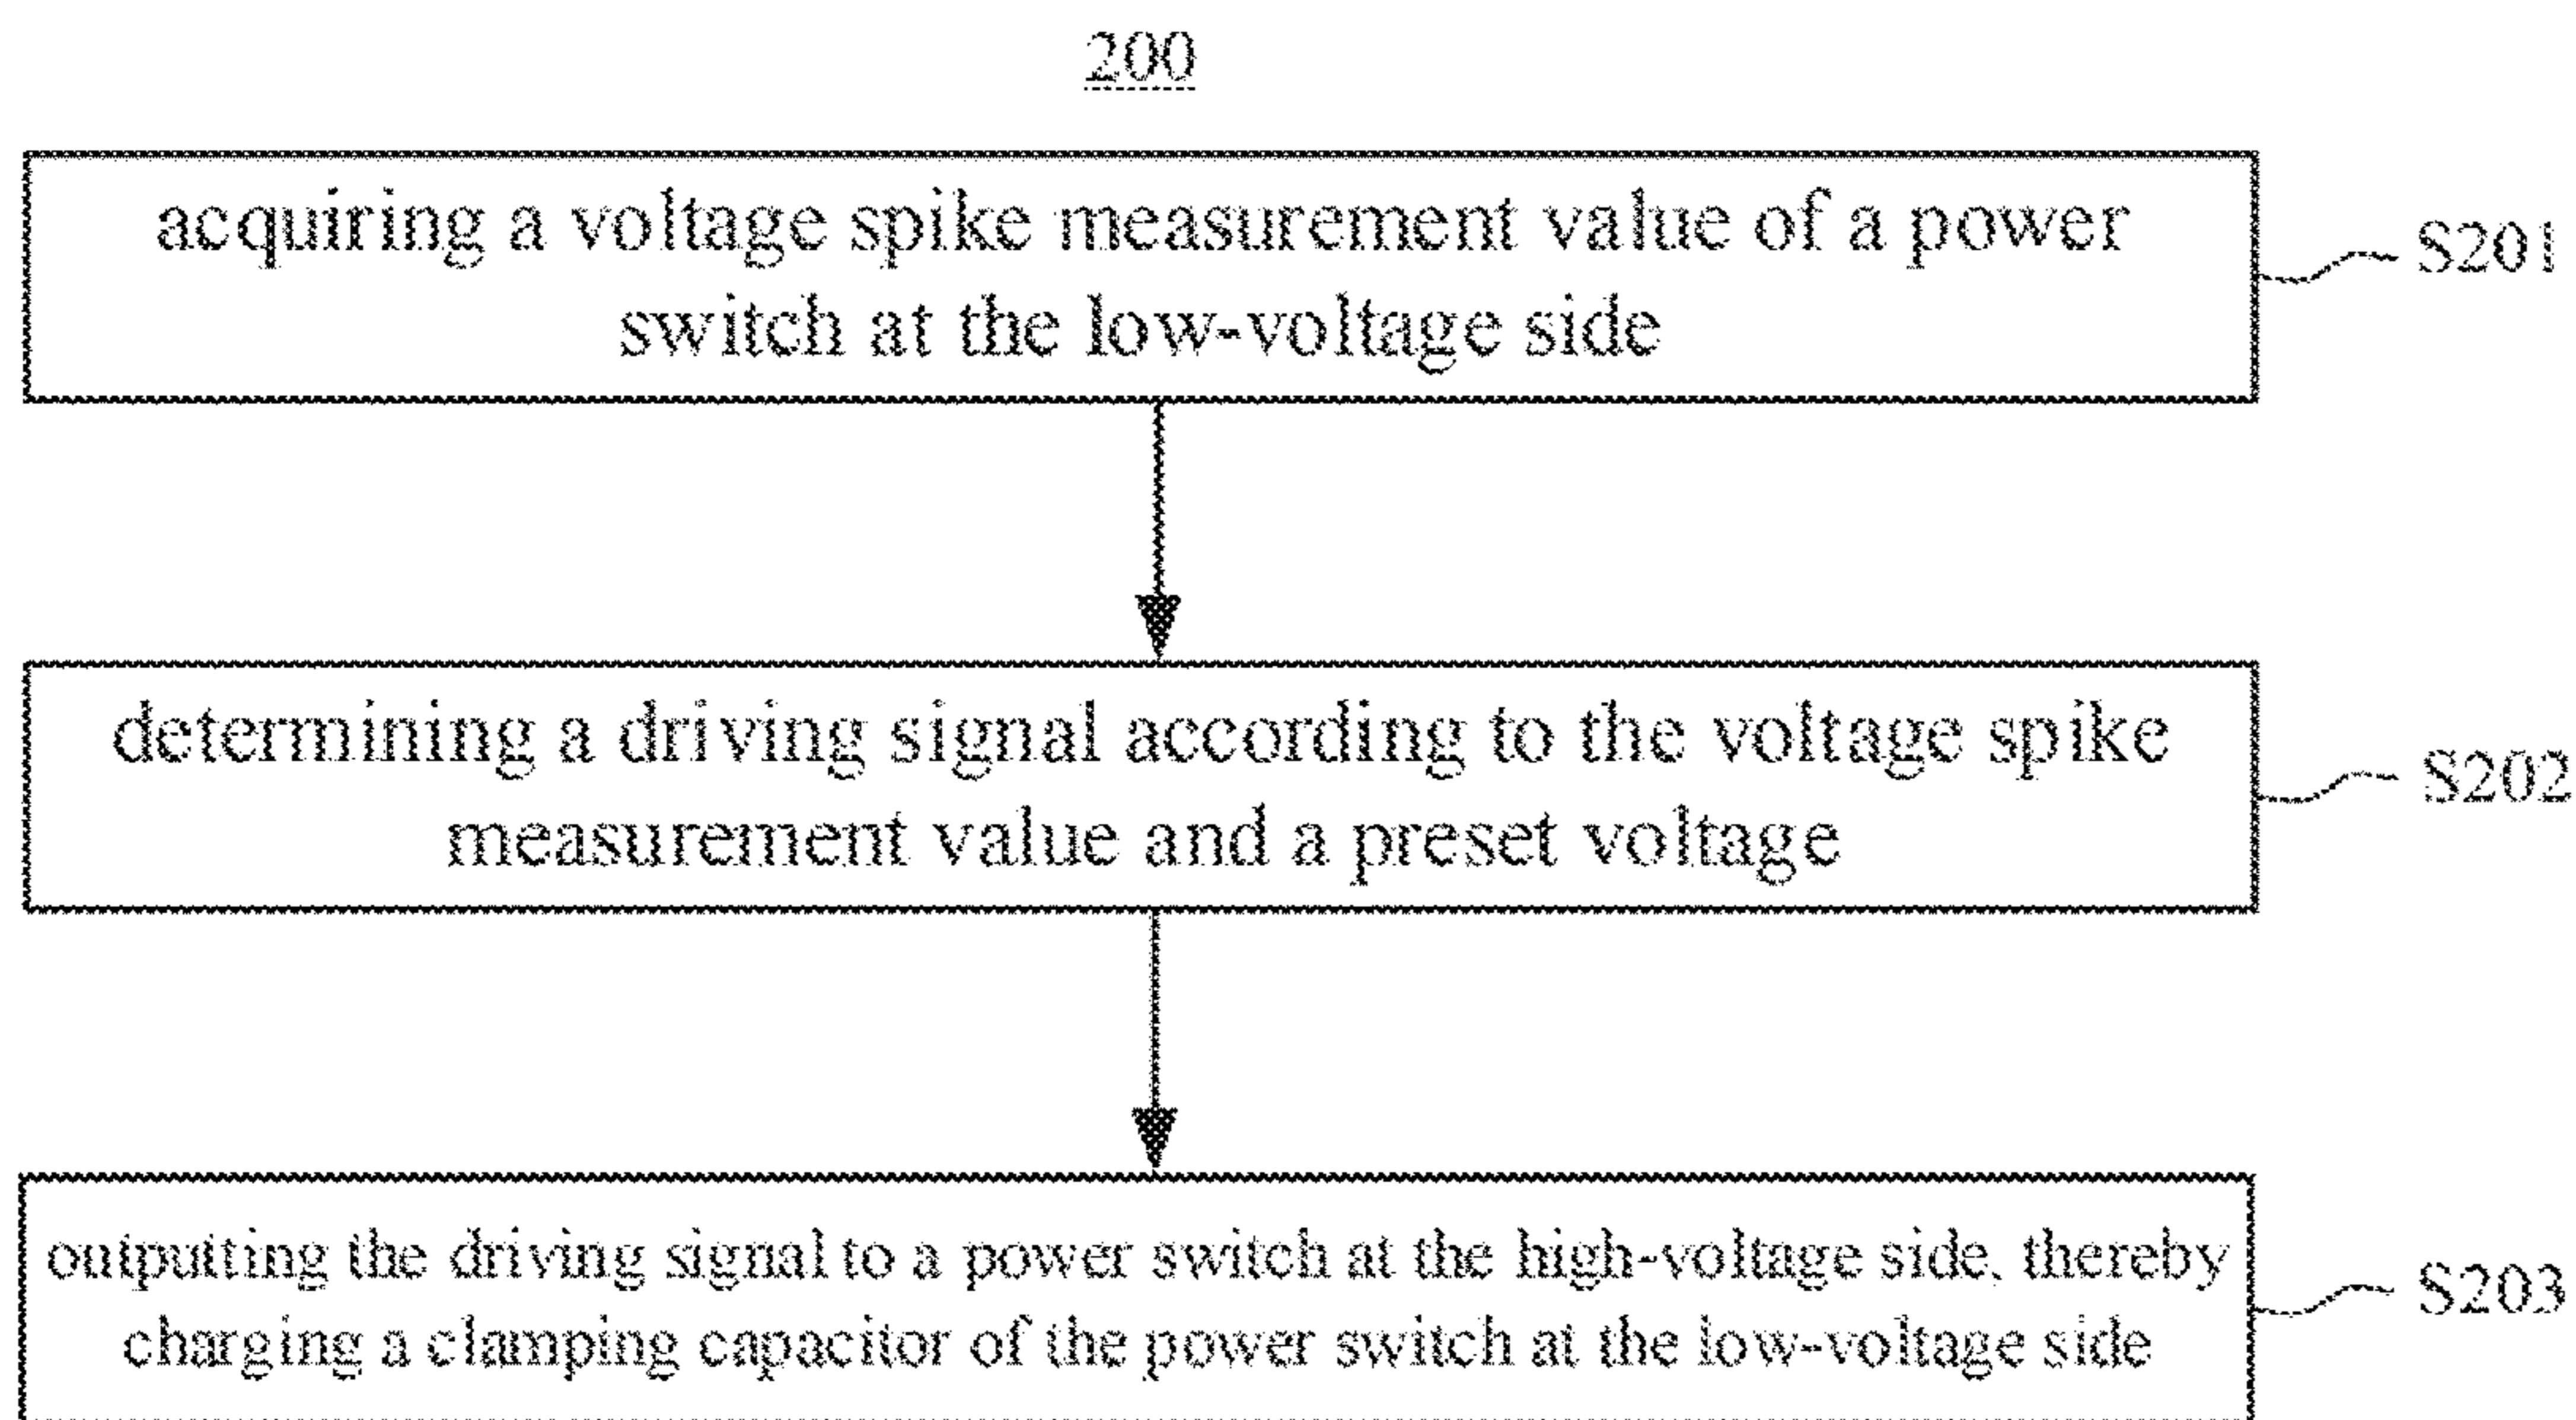 200
acquiring a voltage spike measurement value of a power
switch at the low-voltage side
S201
determining a driving signal according to the voltage spike
measurement value and a preset voltage
S202
outputting the driving signal to a power switch at the high-voltage side, thereby
charging a clamping capacitor of the power switch at the low-voltage side
S203